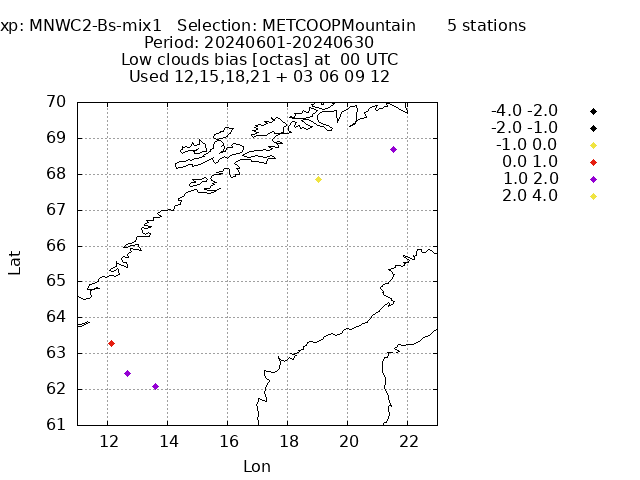 xp: MNWC2-Bs-mix1 Selection: METCOOPMountain 5 stations
Period: 20240601-20240630
Low clouds bias [octas] at 00 UTC
Used 12,15,18,21 + 03 06 09 12
70
69
68
67
66
65
64
63
62
61
Lat
12 14 16 18 20 22
Lon
-4.0 -2.0
-2.0 -1.0
-1.0 0.0
0.0 1.0
1.0 2.0
2.0 4.0